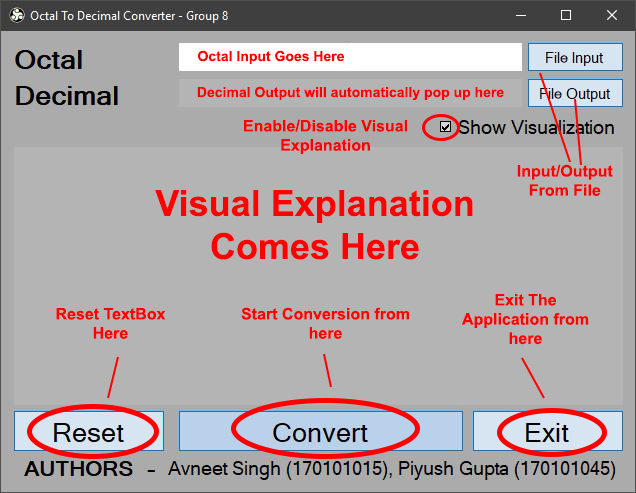 Octal To Decimal Converter - Group 8
Octal
Octal Input Goes Here
File Input
Decimal
Decimal Output will automatically pop up here
File Output
Enable/Disable Visual
Explanation
Show Visualization
Input/Output
From File
Visual Explanation
Comes Here
Reset TextBox
Here
Start Conversion from
here
Exit The
Application from
here
Reset
Convert
Exit
AUTHORS - Avneet Singh (170101015), Piyush Gupta (170101045)